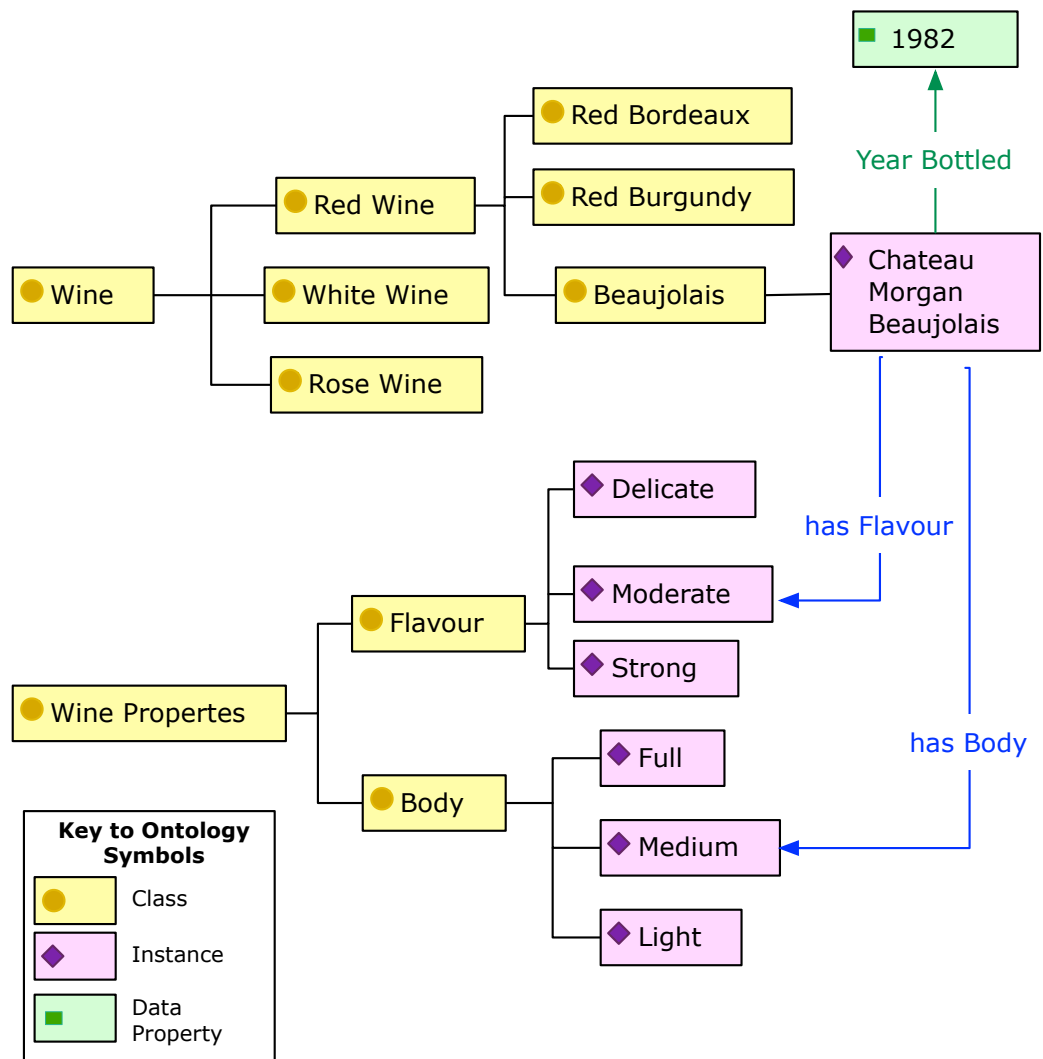 1982
Year Bottled
Red Bordeaux
Red Wine
Red Burgundy
Wine
White Wine
Beaujolais
Chateau
Morgan
Beaujolais
Rose Wine
Delicate
has Flavour
Moderate
Flavour
Strong
Wine Propertes
has Body
Full
Body
Medium
Light
Key to Ontology
Symbols
Class
Instance
Data
Property